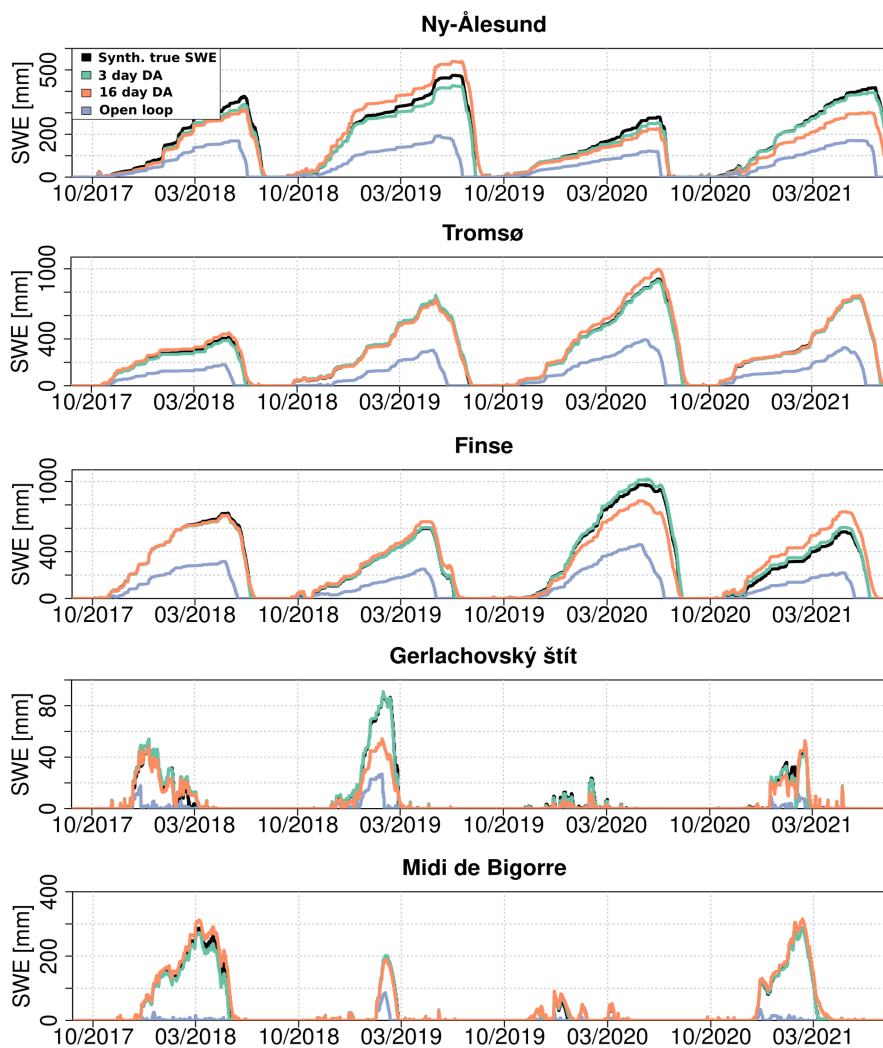 Ny-Ålesund
SWE [mm]
500
200
0
Synth. true SWE
3 day DA
16 day DA
Open loop
10/2017 03/2018 10/2018 03/2019 10/2019 03/2020 10/2020 03/2021
Tromsø
SWE [mm]
1000
400
0
10/2017 03/2018 10/2018 03/2019 10/2019 03/2020 10/2020 03/2021
Finse
SWE [mm]
1000
400
0
10/2017 03/2018 10/2018 03/2019 10/2019 03/2020 10/2020 03/2021
Gerlachovský štít
SWE [mm]
80
40
0
10/2017 03/2018 10/2018 03/2019 10/2019 03/2020 10/2020 03/2021
Midi de Bigorre
SWE [mm]
400
200
0
10/2017 03/2018 10/2018 03/2019 10/2019 03/2020 10/2020 03/2021